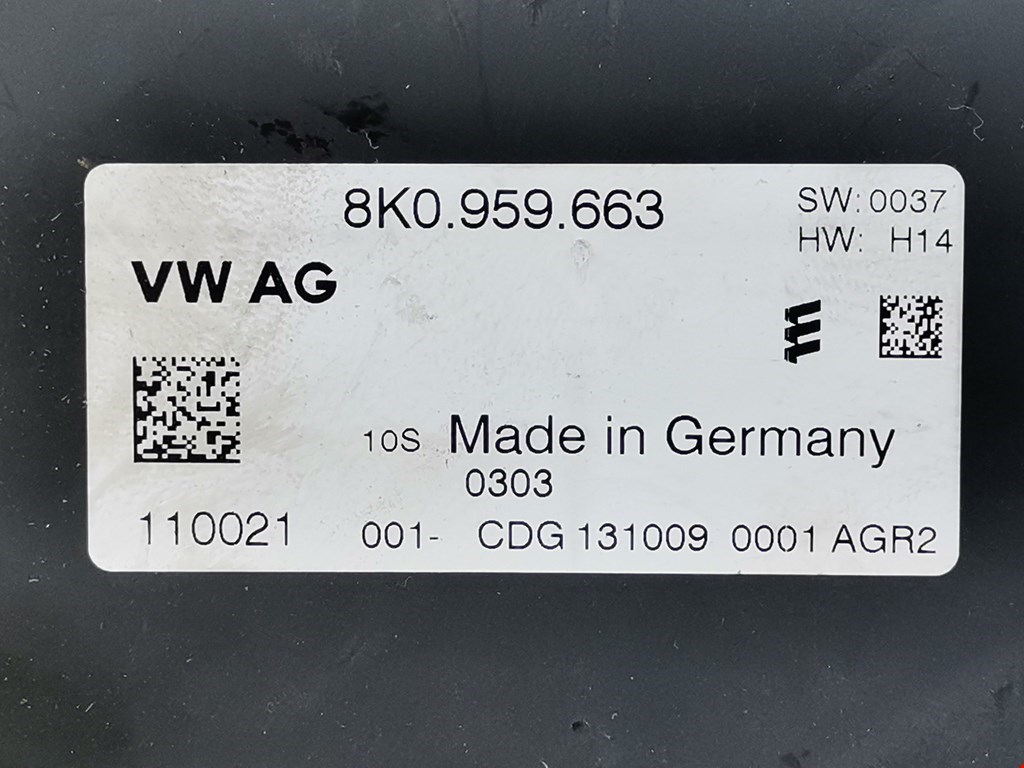 8K0.959.663
SW: 0037
HW: H14
VW AG
10S Made in Germany
0303
110021 001- CDG 131009 0001 AGR2